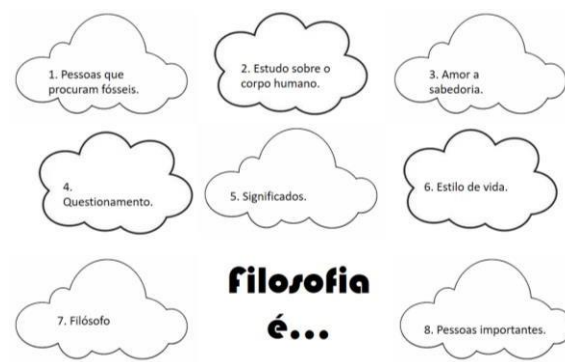 1. Pessoas que
procuram fósseis.
2. Estudo sobre o
corpo humano.
3. Amor a
sabedoria.
4.
Questionamento.
5. Significados.
6. Estilo de vida.
7. Filósofo
Filosofia
é...
8. Pessoas importantes.